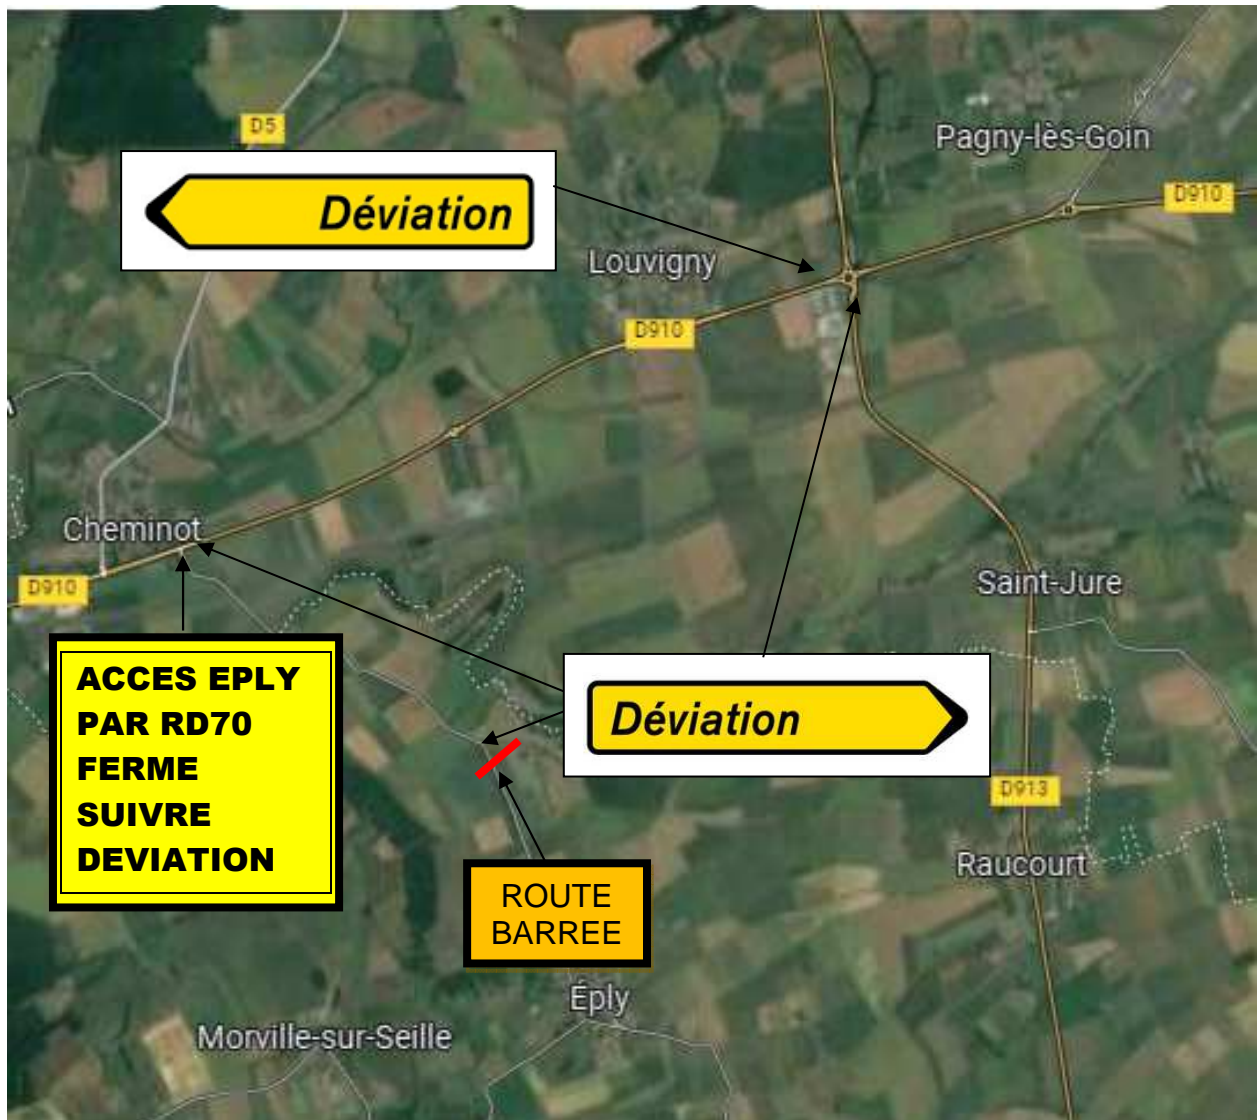 D5
Pagny-lès-Goin
Déviation
D910
Louvigny
D910
Cheminot
D910
Saint-Jure
ACCES EPLY
PAR RD70
FERME
SUIVRE
DEVIATION
Déviation
D913
Raucourt
ROUTE
BARREE
Éply
Morville-sur-Seille